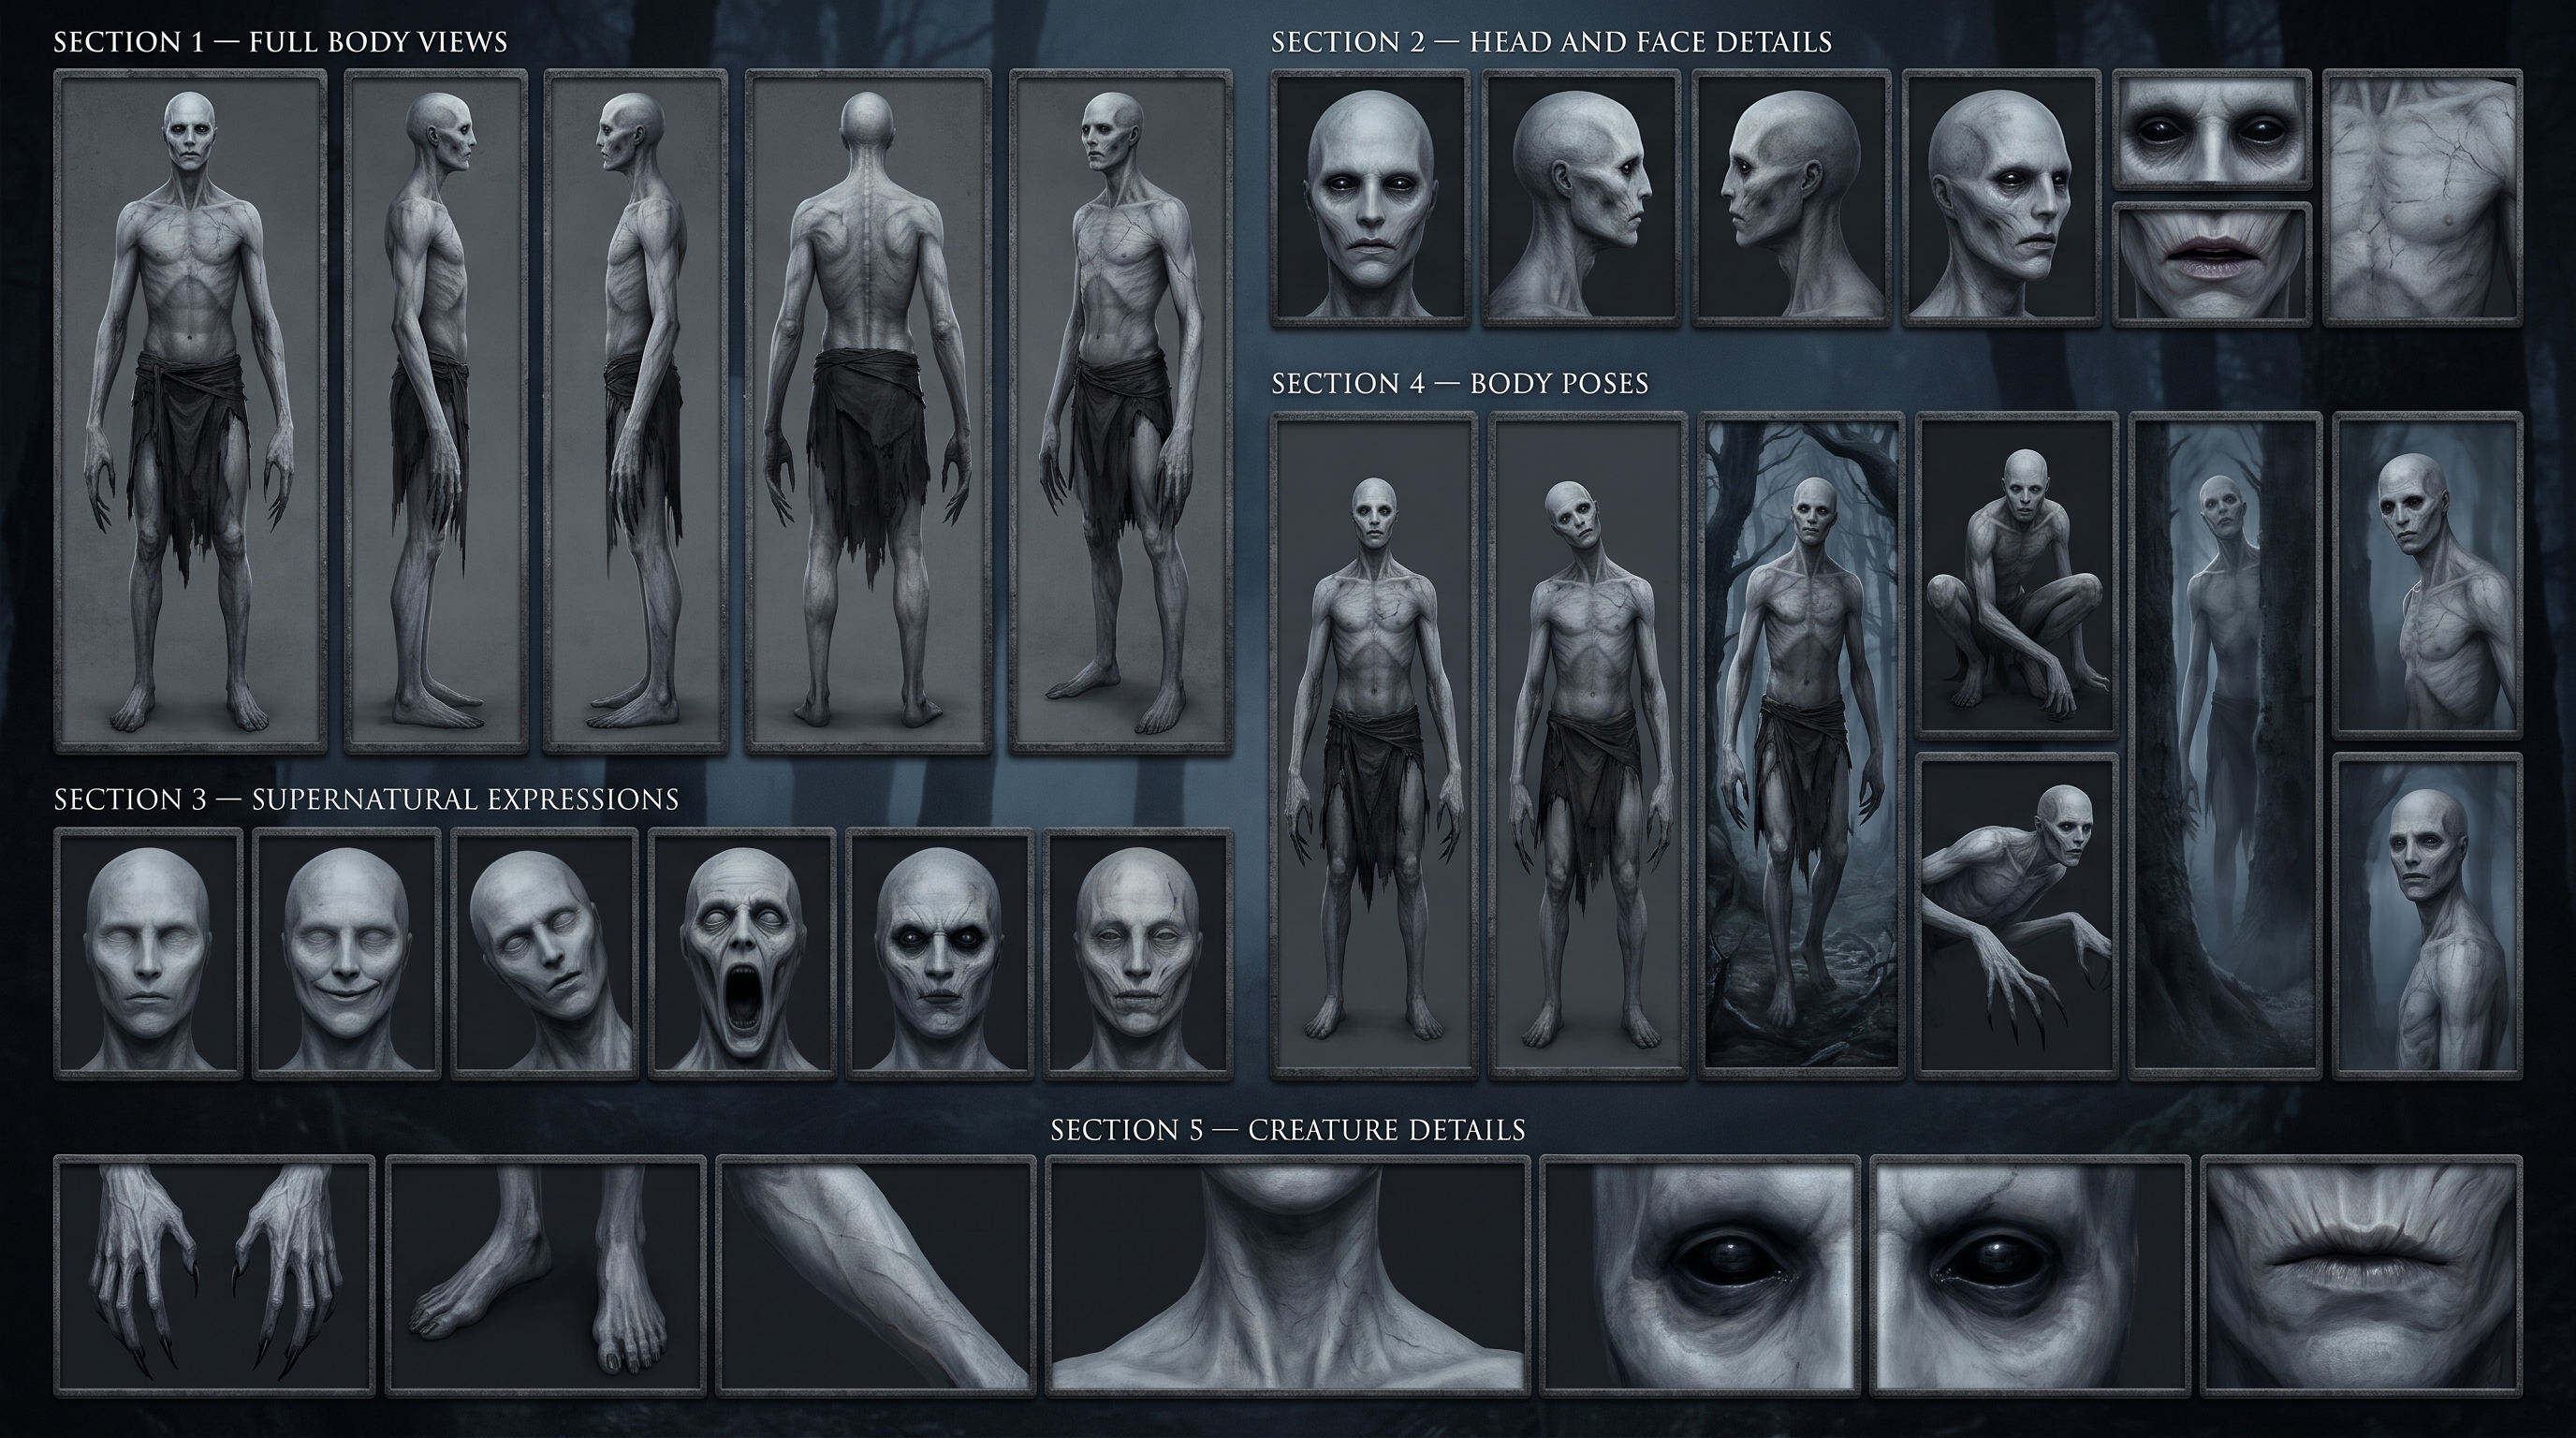 SECTION 1 — FULL BODY VIEWS
SECTION 2 — HEAD AND FACE DETAILS
SECTION 3 — SUPERNATURAL EXPRESSIONS
SECTION 4 — BODY POSES
SECTION 5 — CREATURE DETAILS